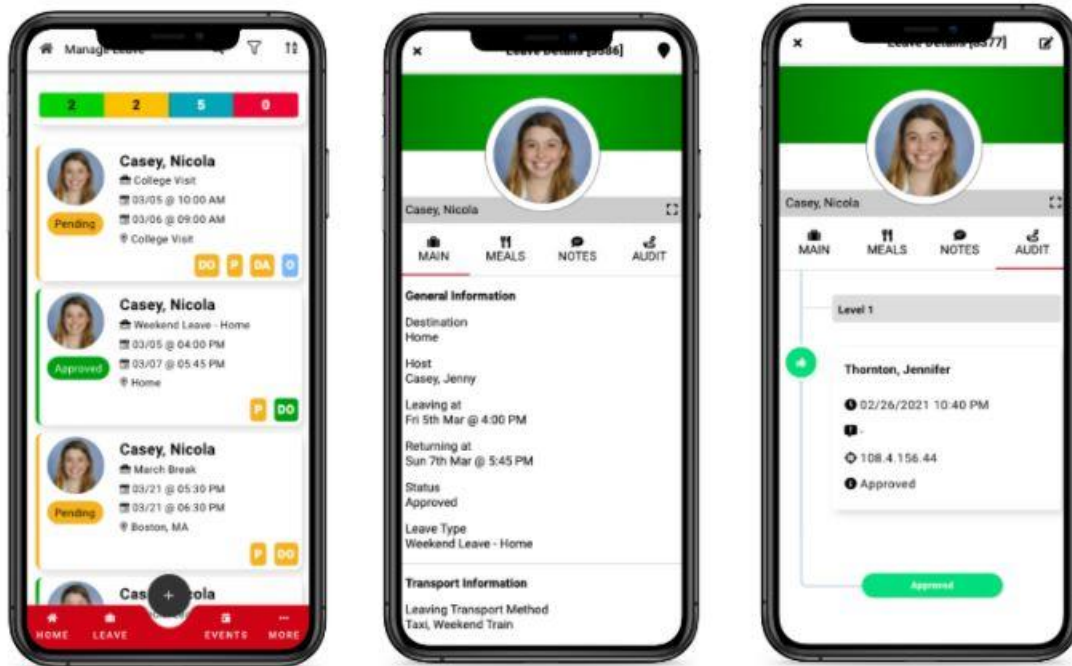 Manage Leave
2 2 5 0
Casey, Nicola
College Visit
03/05 @ 10:00 AM
03/06 @ 09:00 AM
Pending
College Visit
DO P DA O
Casey, Nicola
Weekend Leave - Home
03/05 @ 04:00 PM
Approved
03/07 @ 05:45 PM
Home
P DO
Casey, Nicola
March Break
03/21 @ 05:30 PM
03/21 @ 06:30 PM
Pending
Boston, MA
P DO
HOME LEAVE + EVENTS MORE
Leave Details
Casey, Nicola
MAIN MEALS NOTES AUDIT
General Information
Destination
Home
Host
Casey, Jenny
Leaving at
Fri 5th Mar @ 4:00 PM
Returning at
Sun 7th Mar @ 5:45 PM
Status
Approved
Leave Type
Weekend Leave - Home
Transport Information
Leaving Transport Method
Taxi, Weekend Train
Leave Details
Casey, Nicola
MAIN MEALS NOTES AUDIT
Level 1
Thornton, Jennifer
02/26/2021 10:40 PM
-
108.4.156.44
Approved
Approved